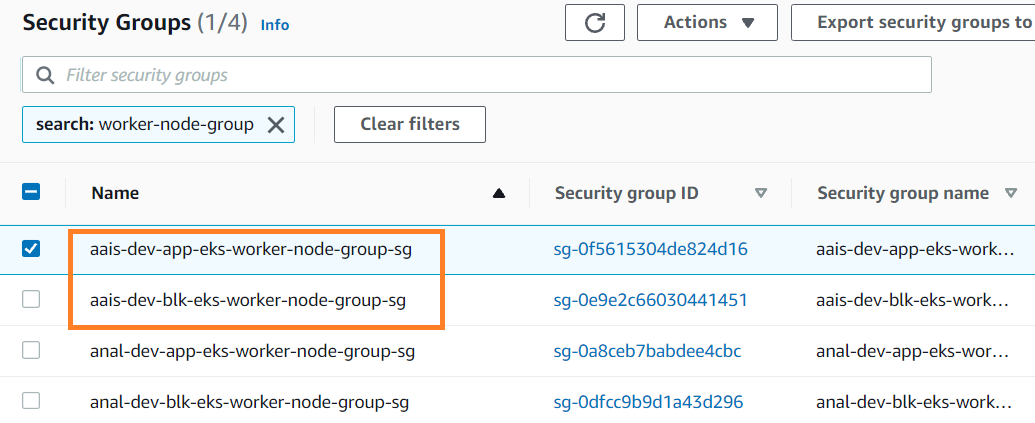 Security Groups (1/4) Info
Actions ▼
Export security groups to
Filter security groups
search: worker-node-group
Clear filters
Name Security group ID Security group name
aais-dev-app-eks-worker-node-group-sg sg-0f5615304de824d16 aais-dev-app-eks-work...
aais-dev-blk-eks-worker-node-group-sg sg-0e9e2c66030441451 aais-dev-blk-eks-work...
anal-dev-app-eks-worker-node-group-sg sg-0a8ceb7babdee4cbc anal-dev-app-eks-wor...
anal-dev-blk-eks-worker-node-group-sg sg-0dfcc9b9d1a43d296 anal-dev-blk-eks-work...